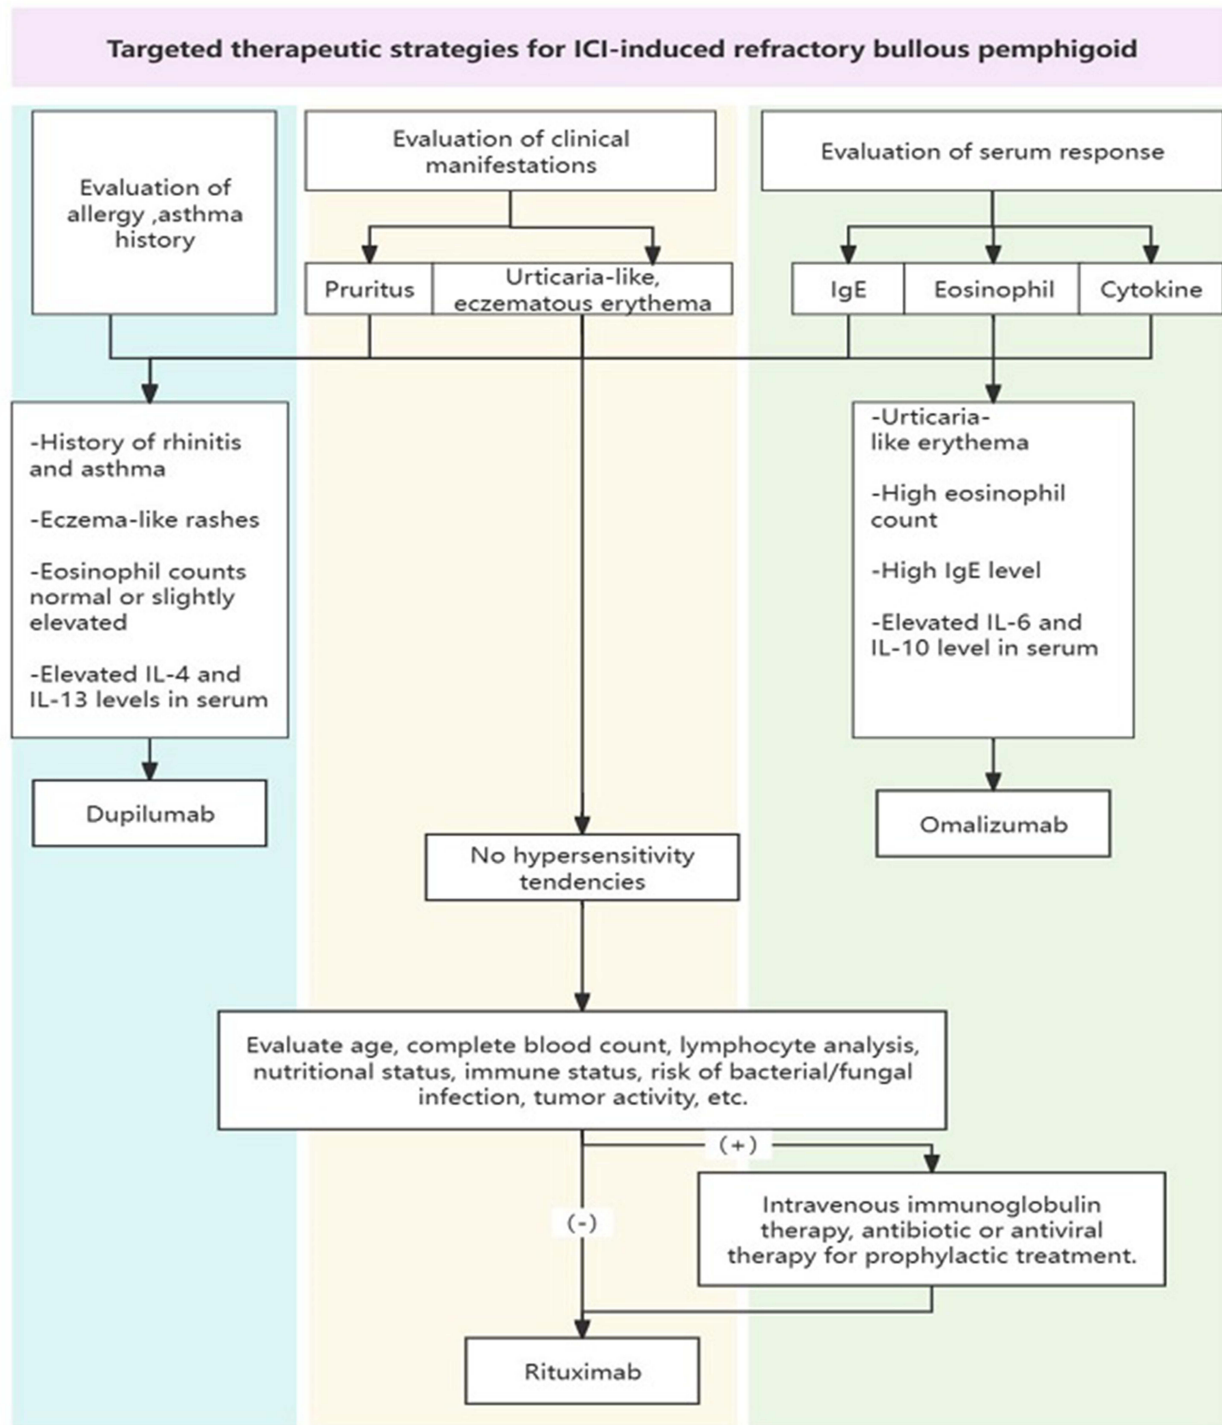 Targeted therapeutic strategies for ICI-induced refractory bullous pemphigoid
Evaluation of
allergy ,asthma
history
Evaluation of clinical
manifestations
Evaluation of serum response
Pruritus
Urticaria-like,
eczematous erythema
IgE
Eosinophil
Cytokine
-History of rhinitis
and asthma
-Eczema-like rashes
-Eosinophil counts
normal or slightly
elevated
-Elevated IL-4 and
IL-13 levels in serum
-Urticaria-
like erythema
-High eosinophil
count
-High IgE level
-Elevated IL-6 and
IL-10 level in serum
Dupilumab
Omalizumab
No hypersensitivity
tendencies
Evaluate age, complete blood count, lymphocyte analysis,
nutritional status, immune status, risk of bacterial/fungal
infection, tumor activity, etc.
(+)
(-)
Intravenous immunoglobulin
therapy, antibiotic or antiviral
therapy for prophylactic treatment.
Rituximab